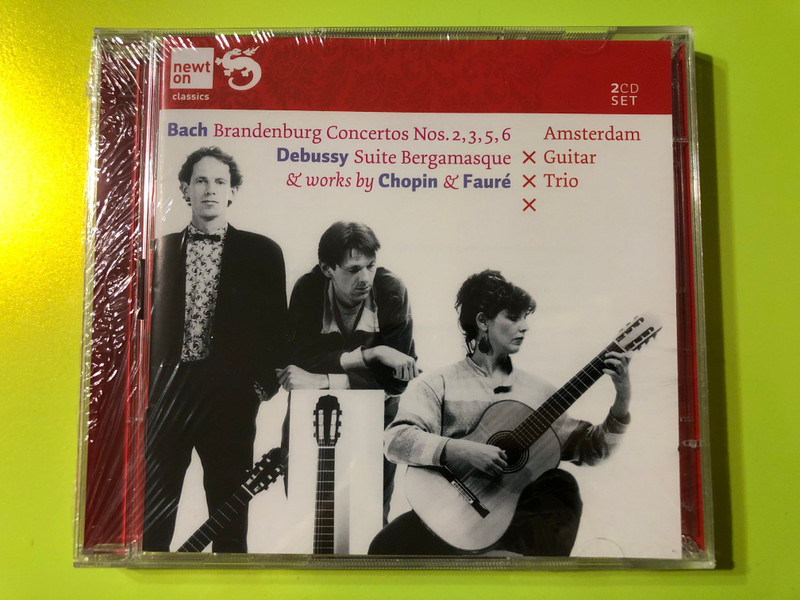 newt
on
classics
2CD
SET
Bach Brandenburg Concertos Nos. 2, 3, 5, 6
Debussy Suite Bergamasque
& works by Chopin & Fauré
Amsterdam
× Guitar
× Trio
×